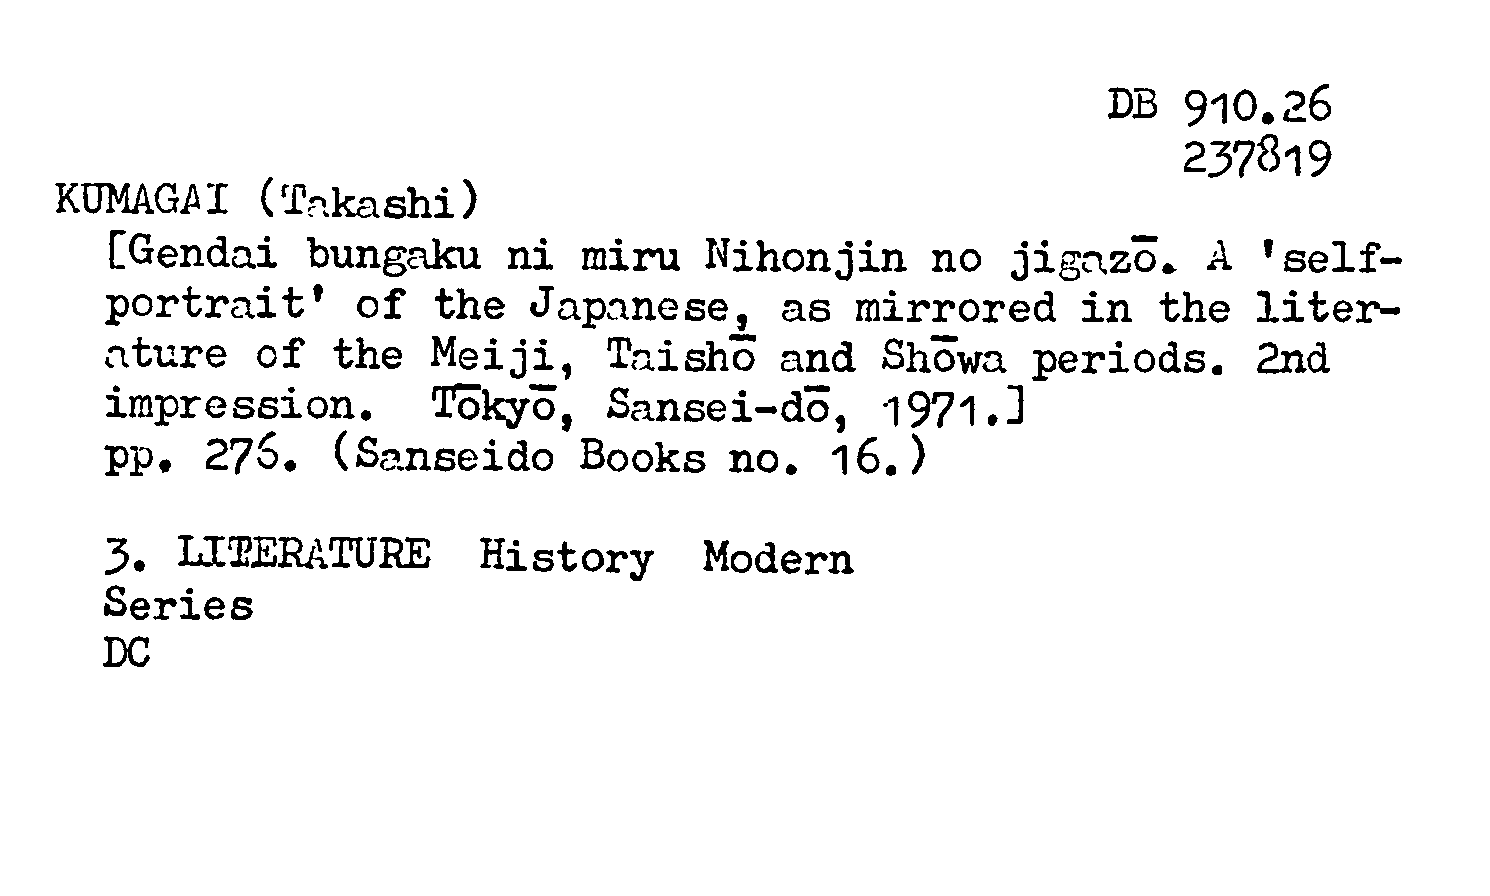 DB 910.26
237819
KUMAGAI (Takashi)
[Gendai bungaku ni miru Nihonjin no jigazō. A 'self-
portrait' of the Japanese, as mirrored in the liter-
ature of the Meiji, Taishō and Shōwa periods. 2nd
impression. Tōkyō, Sansei-dō, 1971.]
pp. 276. (Sanseido Books no. 16.)
3. LITERATURE History Modern
Series
DC